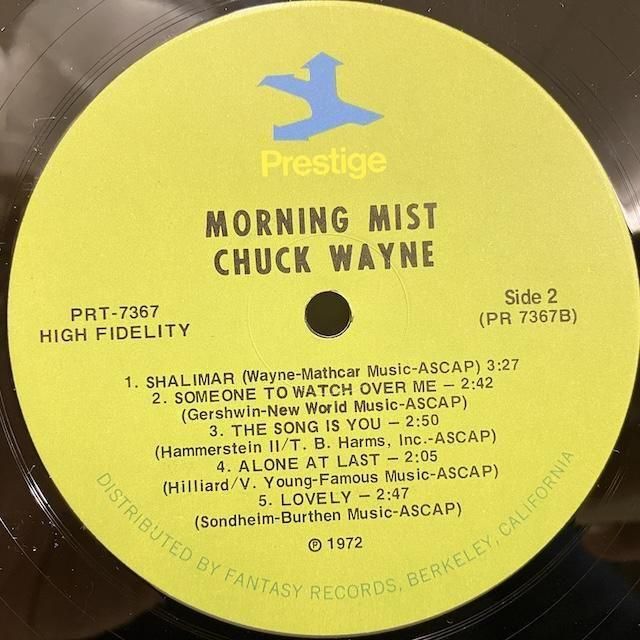 Prestige
MORNING MIST
CHUCK WAYNE
PRT-7367
HIGH FIDELITY
Side 2
(PR 7367B)
1. SHALIMAR (Wayne-Mathcar Music-ASCAP) 3:27
2. SOMEONE TO WATCH OVER ME – 2:42
(Gershwin-New World Music-ASCAP)
3. THE SONG IS YOU – 2:50
(Hammerstein II/T. B. Harms, Inc.-ASCAP)
4. ALONE AT LAST – 2:05
(Hilliard/V. Young-Famous Music-ASCAP)
5. LOVELY – 2:47
(Sondheim-Burthen Music-ASCAP)
℗ 1972
DISTRIBUTED BY FANTASY RECORDS, BERKELEY, CALIFORNIA